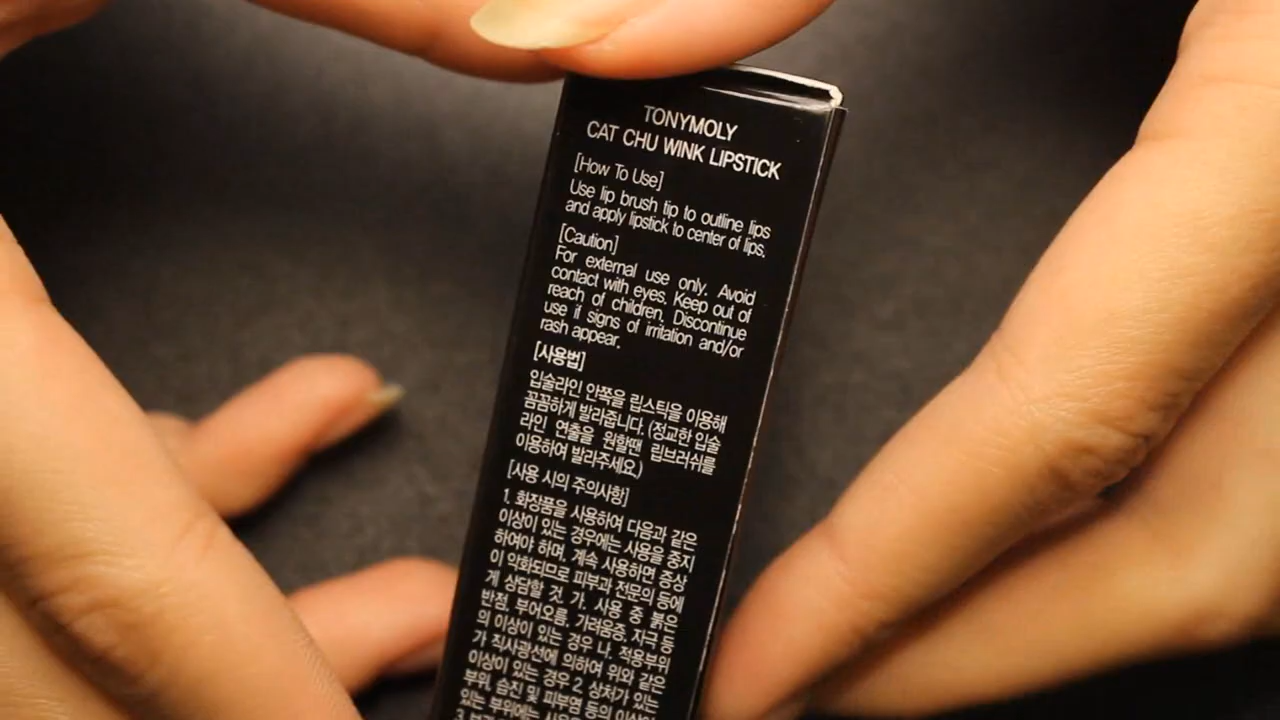 TONYMOLY
CAT CHU WINK LIPSTICK
[How To Use]
Use lip brush tip to outline lips
and apply lipstick to center of lips.
[Caution]
For external use only. Avoid
contact with eyes. Keep out of
reach of children. Discontinue
use if signs of irritation and/or
rash appear.
[사용법]
입술라인 안쪽을 립스틱을 이용해
꼼꼼하게 발라줍니다. (정교한 입술
라인 연출을 원할땐 립브러쉬를
이용하여 발라주세요.)
[사용 시의 주의사항]
1. 화장품을 사용하여 다음과 같은
이상이 있는 경우에는 사용을 중지
하여야 하며, 계속 사용하면 증상
이 악화되므로 피부과 전문의 등에
게 상담할 것. 가. 사용 중 붉은
반점, 부어오름, 가려움증, 자극 등
의 이상이 있는 경우 나. 적용부위
가 직사광선에 의하여 위와 같은
이상이 있는 경우 2. 상처가 있는
부위, 습진 및 피부염 등의 이상이
있는 부위에는